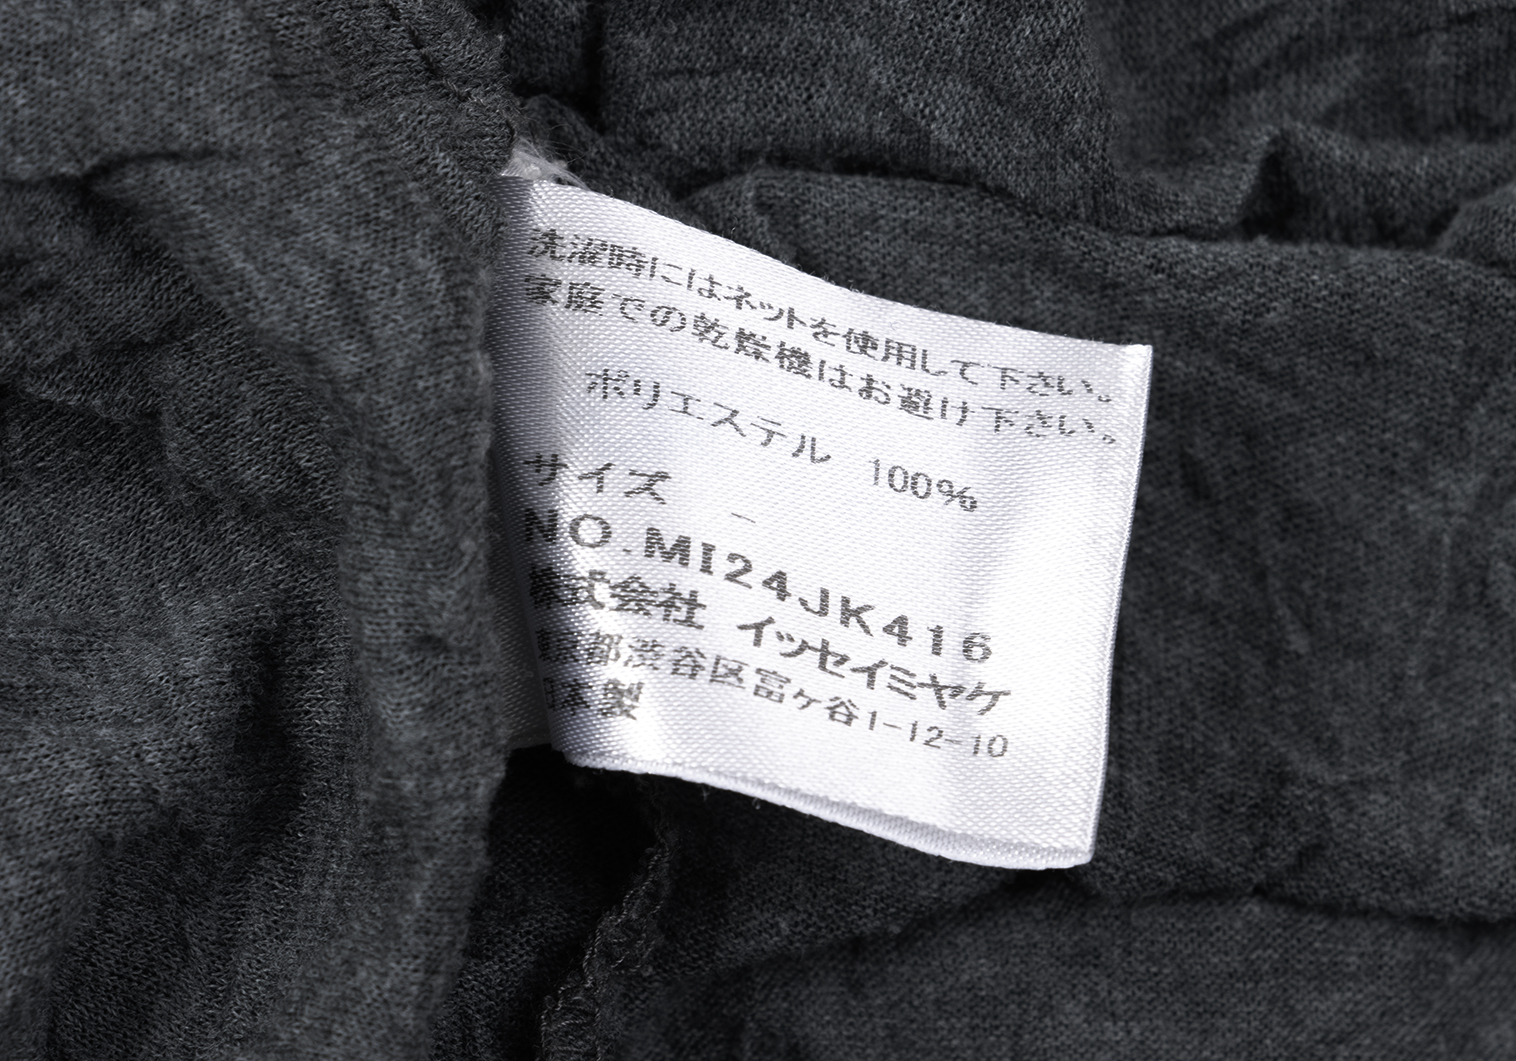 洗濯時にはネットを使用して下さい。
家庭での乾燥機はお避け下さい。
ポリエステル 100%
サイズ –
NO.MI24JK416
株式会社 イッセイミヤケ
東京都渋谷区富ヶ谷1-12-10
日本製